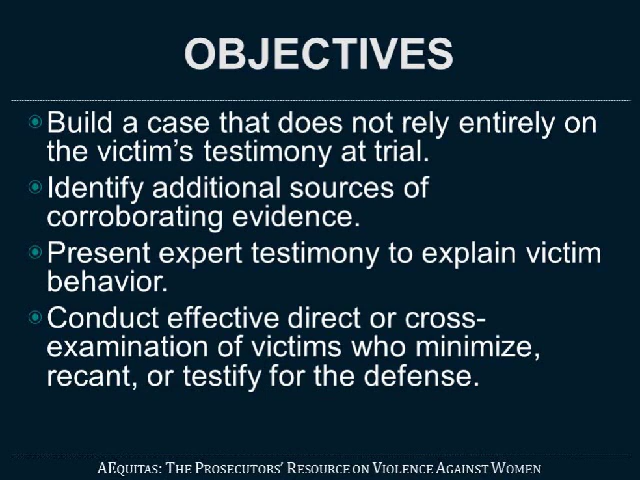 OBJECTIVES
Build a case that does not rely entirely on
the victim's testimony at trial.
Identify additional sources of
corroborating evidence.
Present expert testimony to explain victim
behavior.
Conduct effective direct or cross-
examination of victims who minimize,
recant, or testify for the defense.
AEQUITAS: THE PROSECUTORS' RESOURCE ON VIOLENCE AGAINST WOMEN